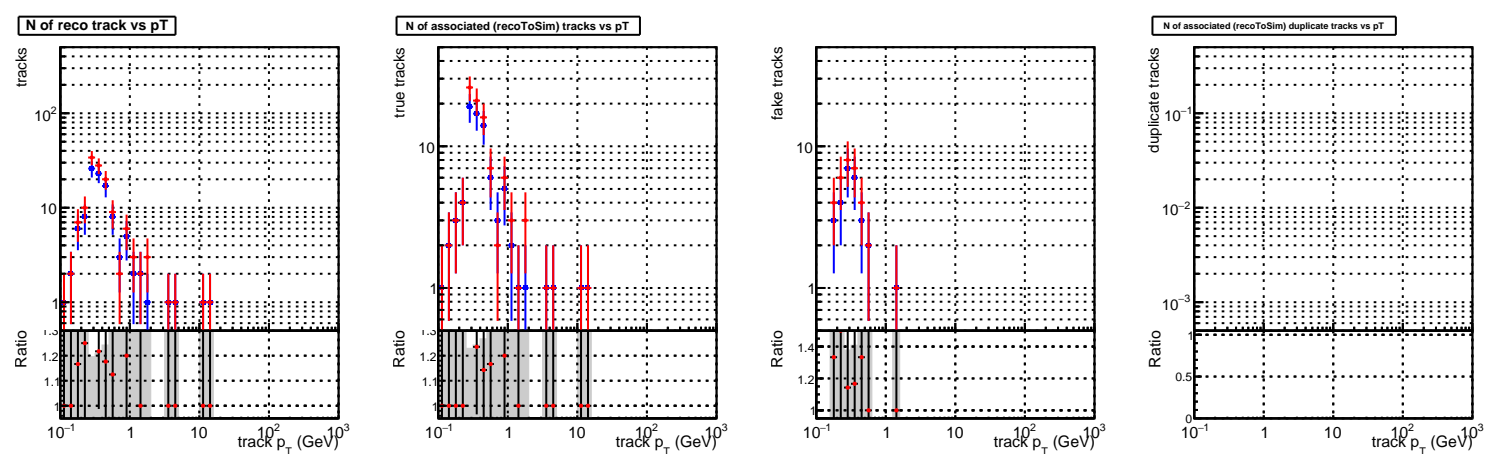 N of reco track vs pT
tracks
10²
10
1
Ratio
1.3
1.2
1.1
1
10⁻¹ 1 10 10² 10³
track p_T (GeV)
N of associated (recoToSim) tracks vs pT
true tracks
10
1
Ratio
1.3
1.2
1.1
1
10⁻¹ 1 10 10² 10³
track p_T (GeV)
fake tracks
10
1
Ratio
1.4
1.2
1
10⁻¹ 1 10 10² 10³
track p_T (GeV)
N of associated (recoToSim) duplicate tracks vs pT
duplicate tracks
10⁻¹
10⁻²
10⁻³
Ratio
1
0.5
0
10⁻¹ 1 10 10² 10³
track p_T (GeV)